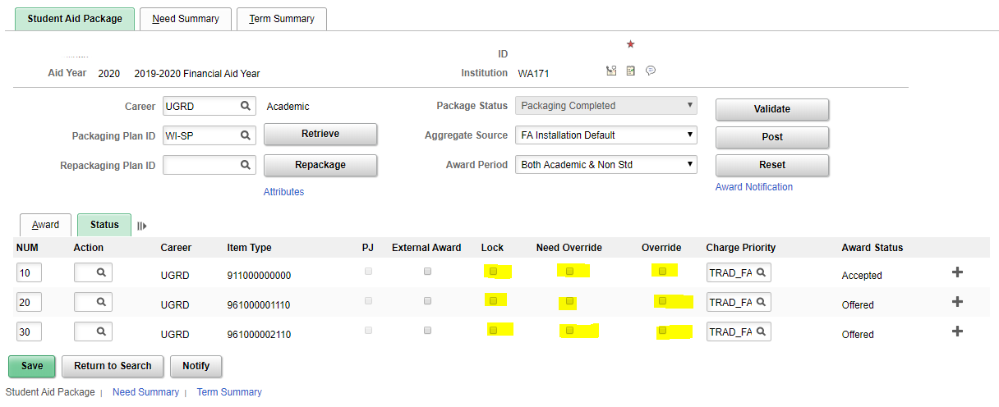 Student Aid Package Need Summary Term Summary
ID
Aid Year 2020 2019-2020 Financial Aid Year Institution WA171
Career UGRD Academic Package Status Packaging Completed Validate
Packaging Plan ID WI-SP Retrieve Aggregate Source FA Installation Default Post
Repackaging Plan ID Repackage Award Period Both Academic & Non Std Reset
Attributes Award Notification
Award Status
NUM Action Career Item Type PJ External Award Lock Need Override Override Charge Priority Award Status
10 UGRD 911000000000 TRAD_FA Accepted
20 UGRD 961000001110 TRAD_FA Offered
30 UGRD 961000002110 TRAD_FA Offered
Save Return to Search Notify
Student Aid Package | Need Summary | Term Summary